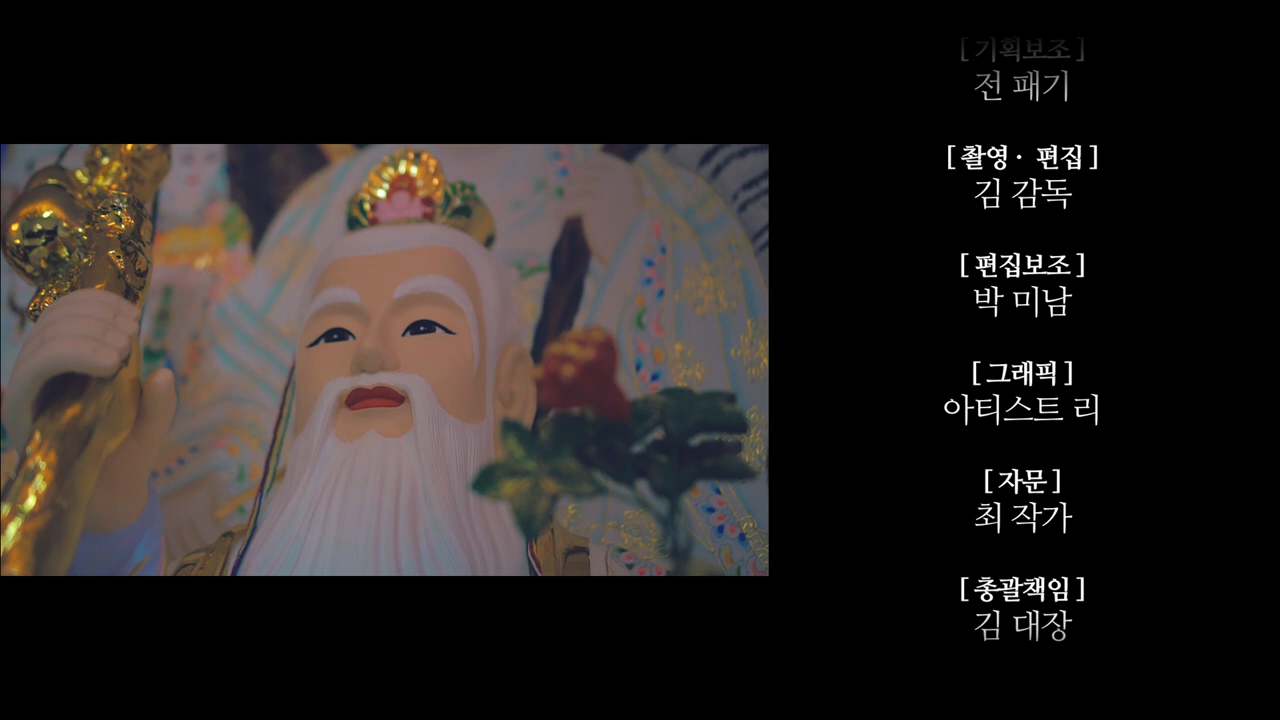 [ 기획보조 ]
전 패기
[ 촬영 · 편집 ]
김 감독
[ 편집보조 ]
박 미남
[ 그래픽 ]
아티스트 리
[ 자문 ]
최 작가
[ 총괄책임 ]
김 대장